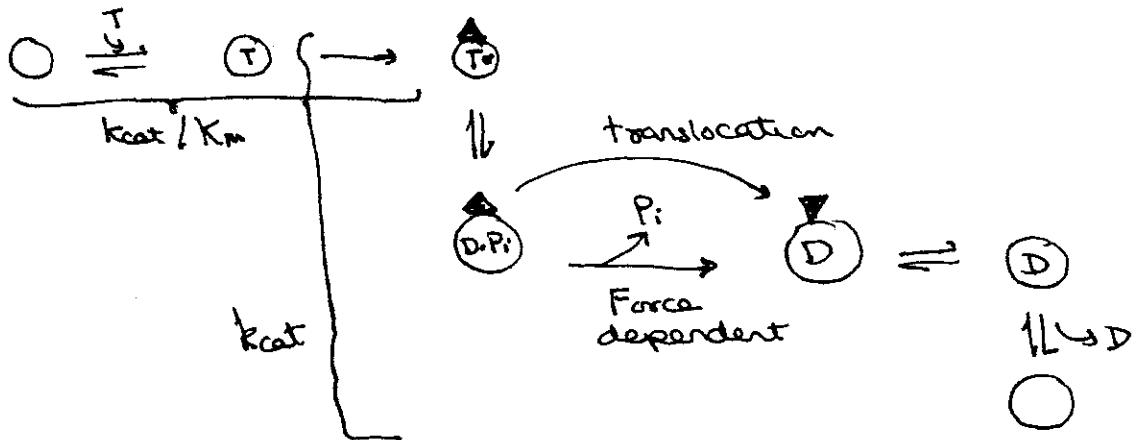 T
T
T•
kcat / Km
translocation
Pi
D.Pi
D
D
Force
dependent
kcat
D